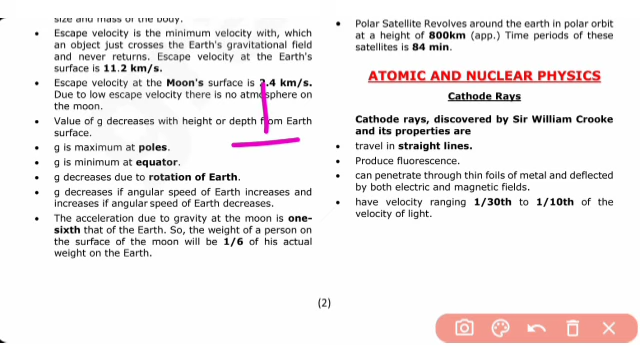 size and mass of the body.
Escape velocity is the minimum velocity with, which
an object just crosses the Earth's gravitational field
and never returns. Escape velocity at the Earth's
surface is 11.2 km/s.
Escape velocity at the Moon's surface is 2.4 km/s.
Due to low escape velocity there is no atmosphere on
the moon.
Value of g decreases with height or depth from Earth
surface.
g is maximum at poles.
g is minimum at equator.
g decreases due to rotation of Earth.
g decreases if angular speed of Earth increases and
increases if angular speed of Earth decreases.
The acceleration due to gravity at the moon is one-
sixth that of the Earth. So, the weight of a person on
the surface of the moon will be 1/6 of his actual
weight on the Earth.
Polar Satellite Revolves around the earth in polar orbit
at a height of 800km (app.) Time periods of these
satellites is 84 min.
ATOMIC AND NUCLEAR PHYSICS
Cathode Rays
Cathode rays, discovered by Sir William Crooke
and its properties are
travel in straight lines.
Produce fluorescence.
can penetrate through thin foils of metal and deflected
by both electric and magnetic fields.
have velocity ranging 1/30th to 1/10th of the
velocity of light.
(2)